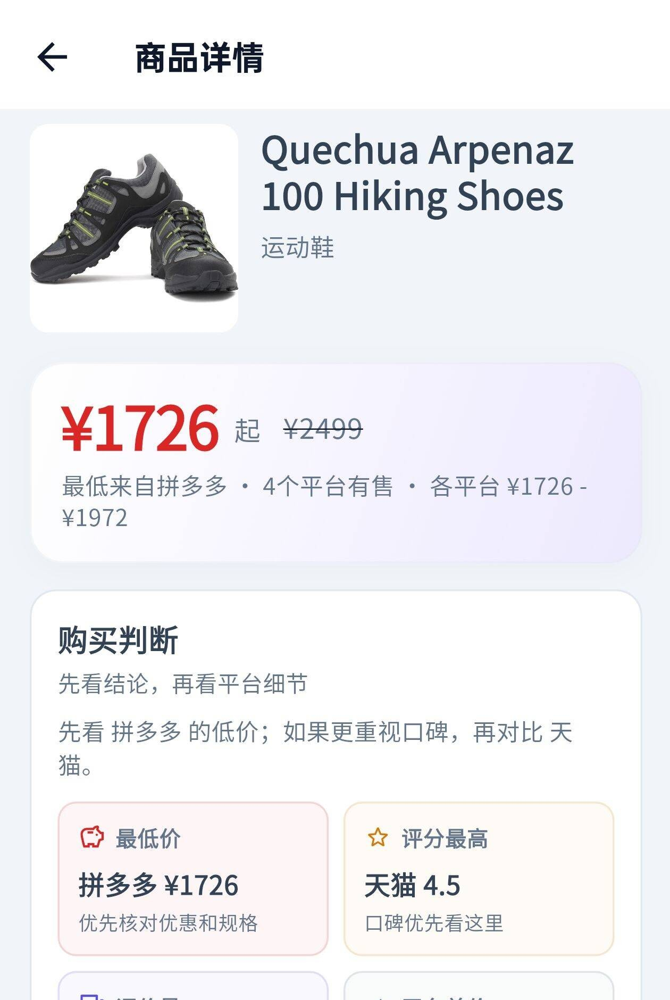 商品详情
Quechua Arpenaz
100 Hiking Shoes
运动鞋
¥1726 起 ¥2499
最低来自拼多多 · 4个平台有售 · 各平台 ¥1726 -
¥1972
购买判断
先看结论，再看平台细节
先看 拼多多 的低价；如果更重视口碑，再对比 天
猫。
最低价
拼多多 ¥1726
优先核对优惠和规格
评分最高
天猫 4.5
口碑优先看这里